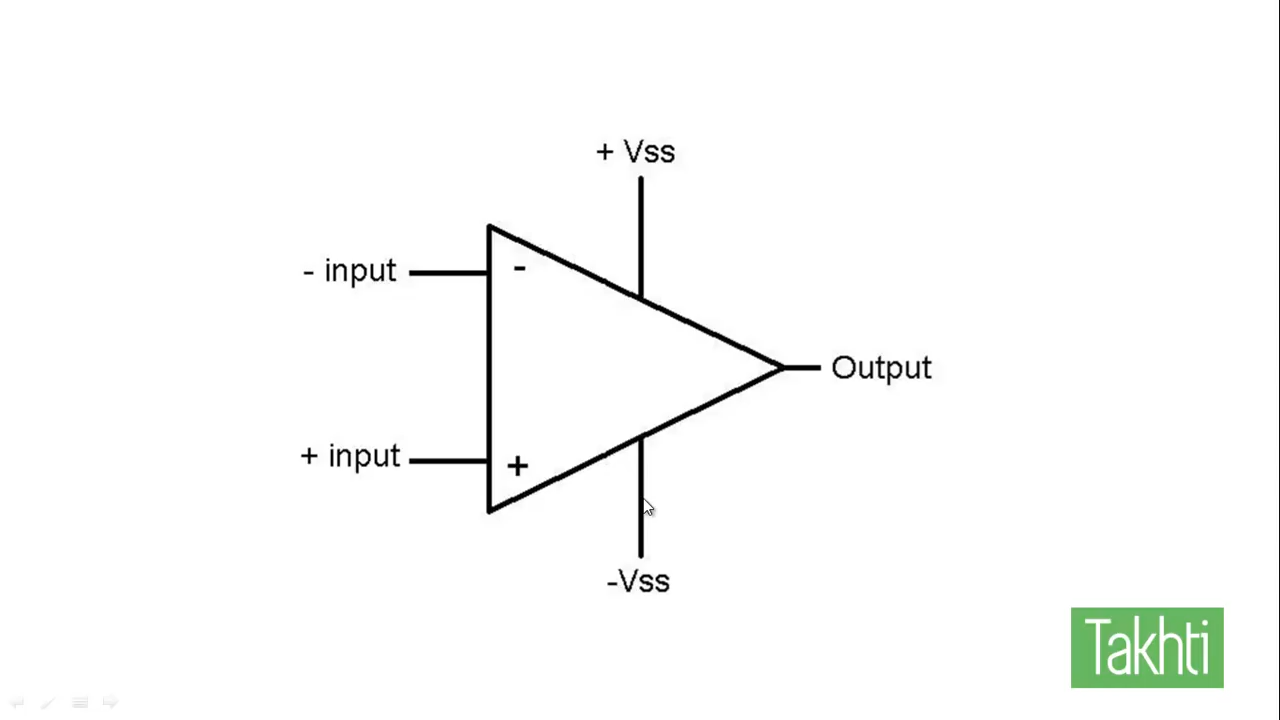 + Vss
- input
-
Output
+ input
+
-Vss
Takhti